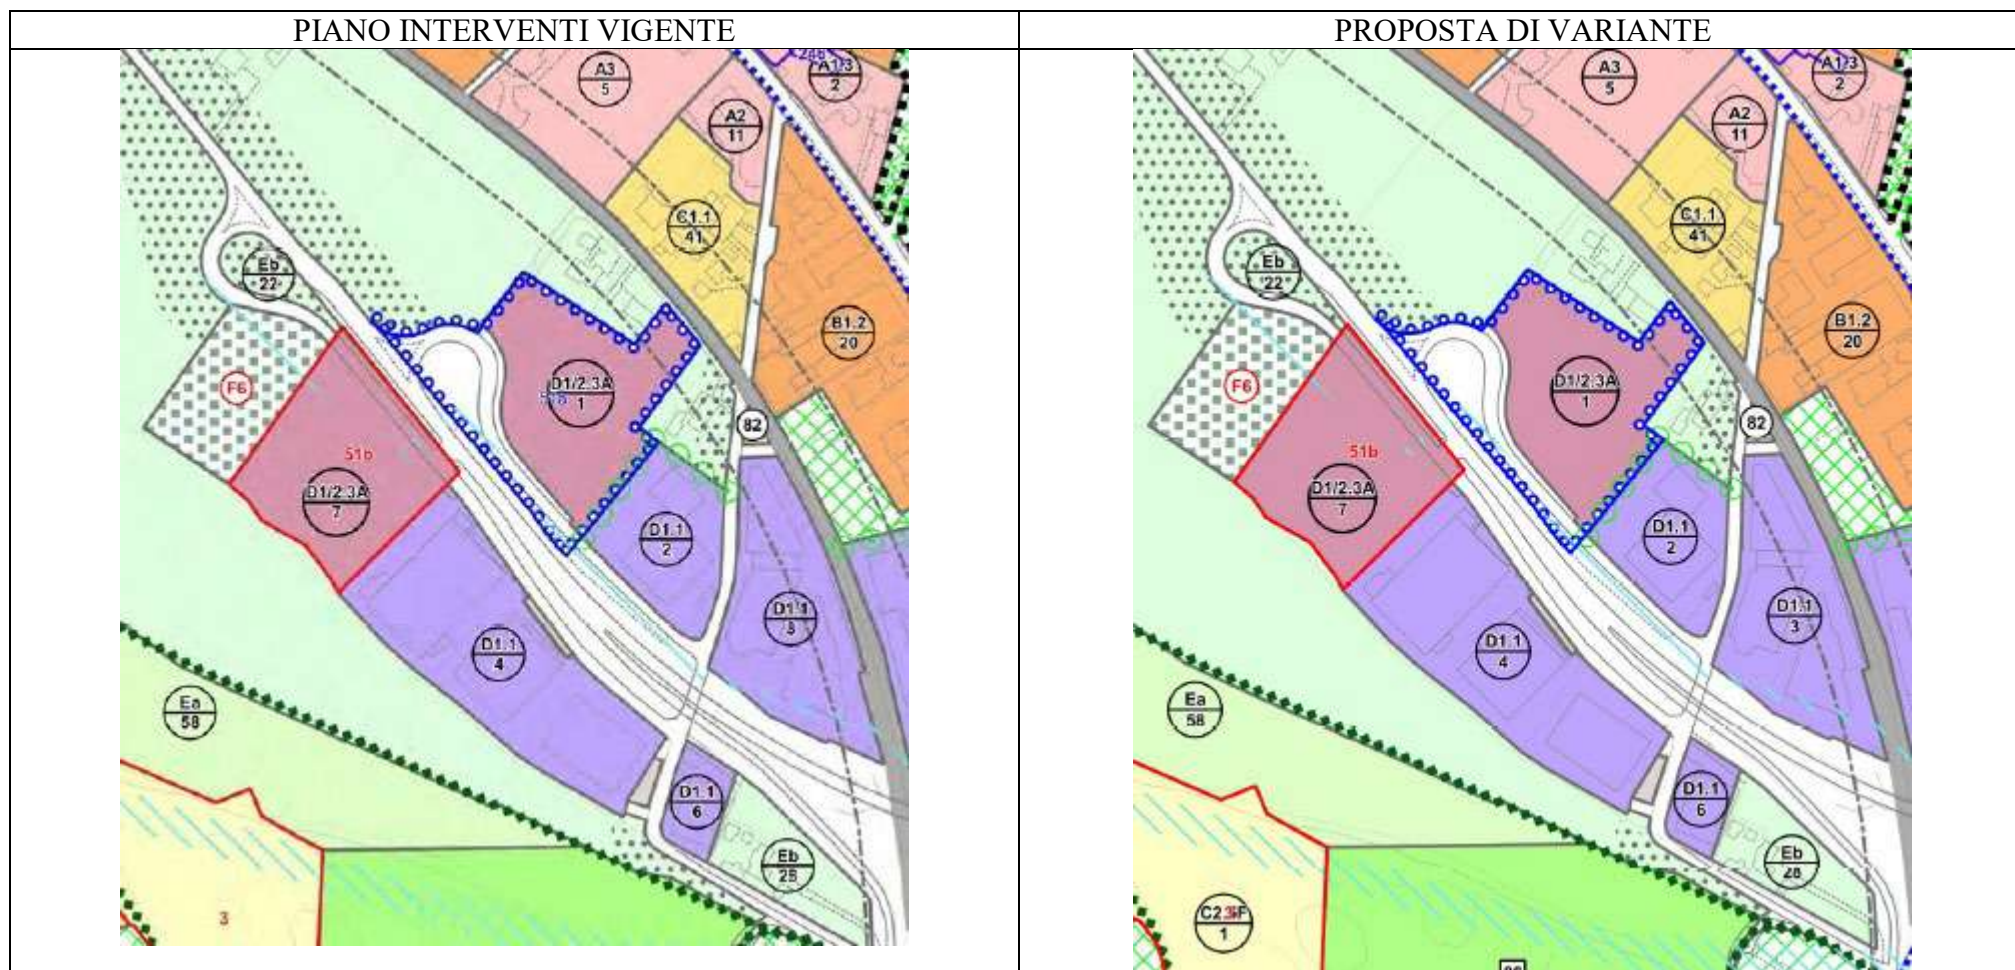 PIANO INTERVENTI VIGENTE
A3
5
A1/3
2
A2
11
C1.1
41
Eb
22
B1.2
20
F6
D1/2.3A
1
82
51b
D1/2.3A
7
D1.1
2
D1.1
D1.1
4
Ea
58
D1.1
6
Eb
3
PROPOSTA DI VARIANTE
A3
5
A1/3
2
A2
11
C1.1
41
Eb
22
B1.2
20
F6
D1/2.3A
1
82
51b
D1/2.3A
7
D1.1
2
D1.1
3
D1.1
4
Ea
58
D1.1
6
Eb
28
1